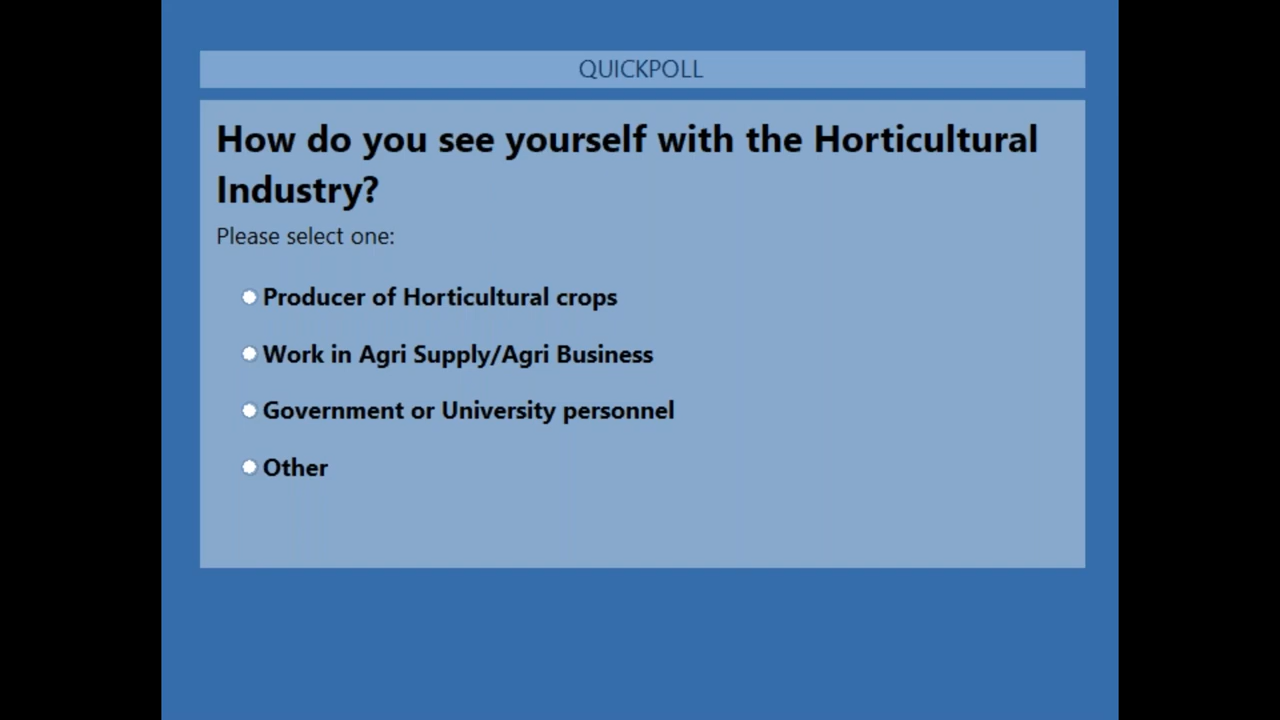 QUICKPOLL
How do you see yourself with the Horticultural
Industry?
Please select one:
Producer of Horticultural crops
Work in Agri Supply/Agri Business
Government or University personnel
Other